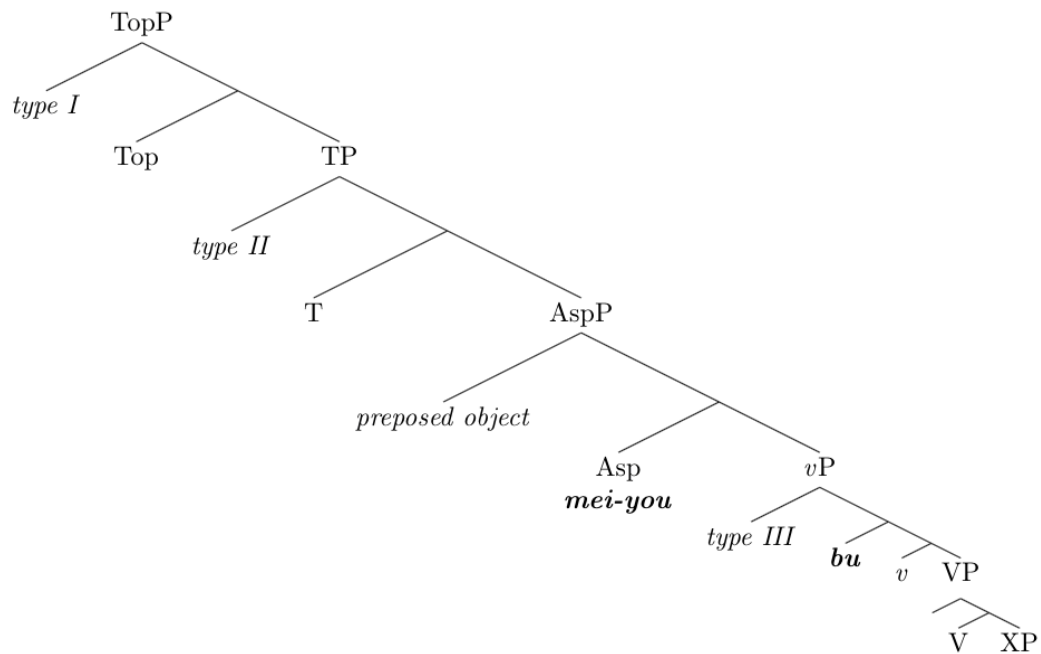 TopP
type I
Top
TP
type II
T
AspP
preposed object
Asp
vP
mei-you
type III
bu
v
VP
V
XP